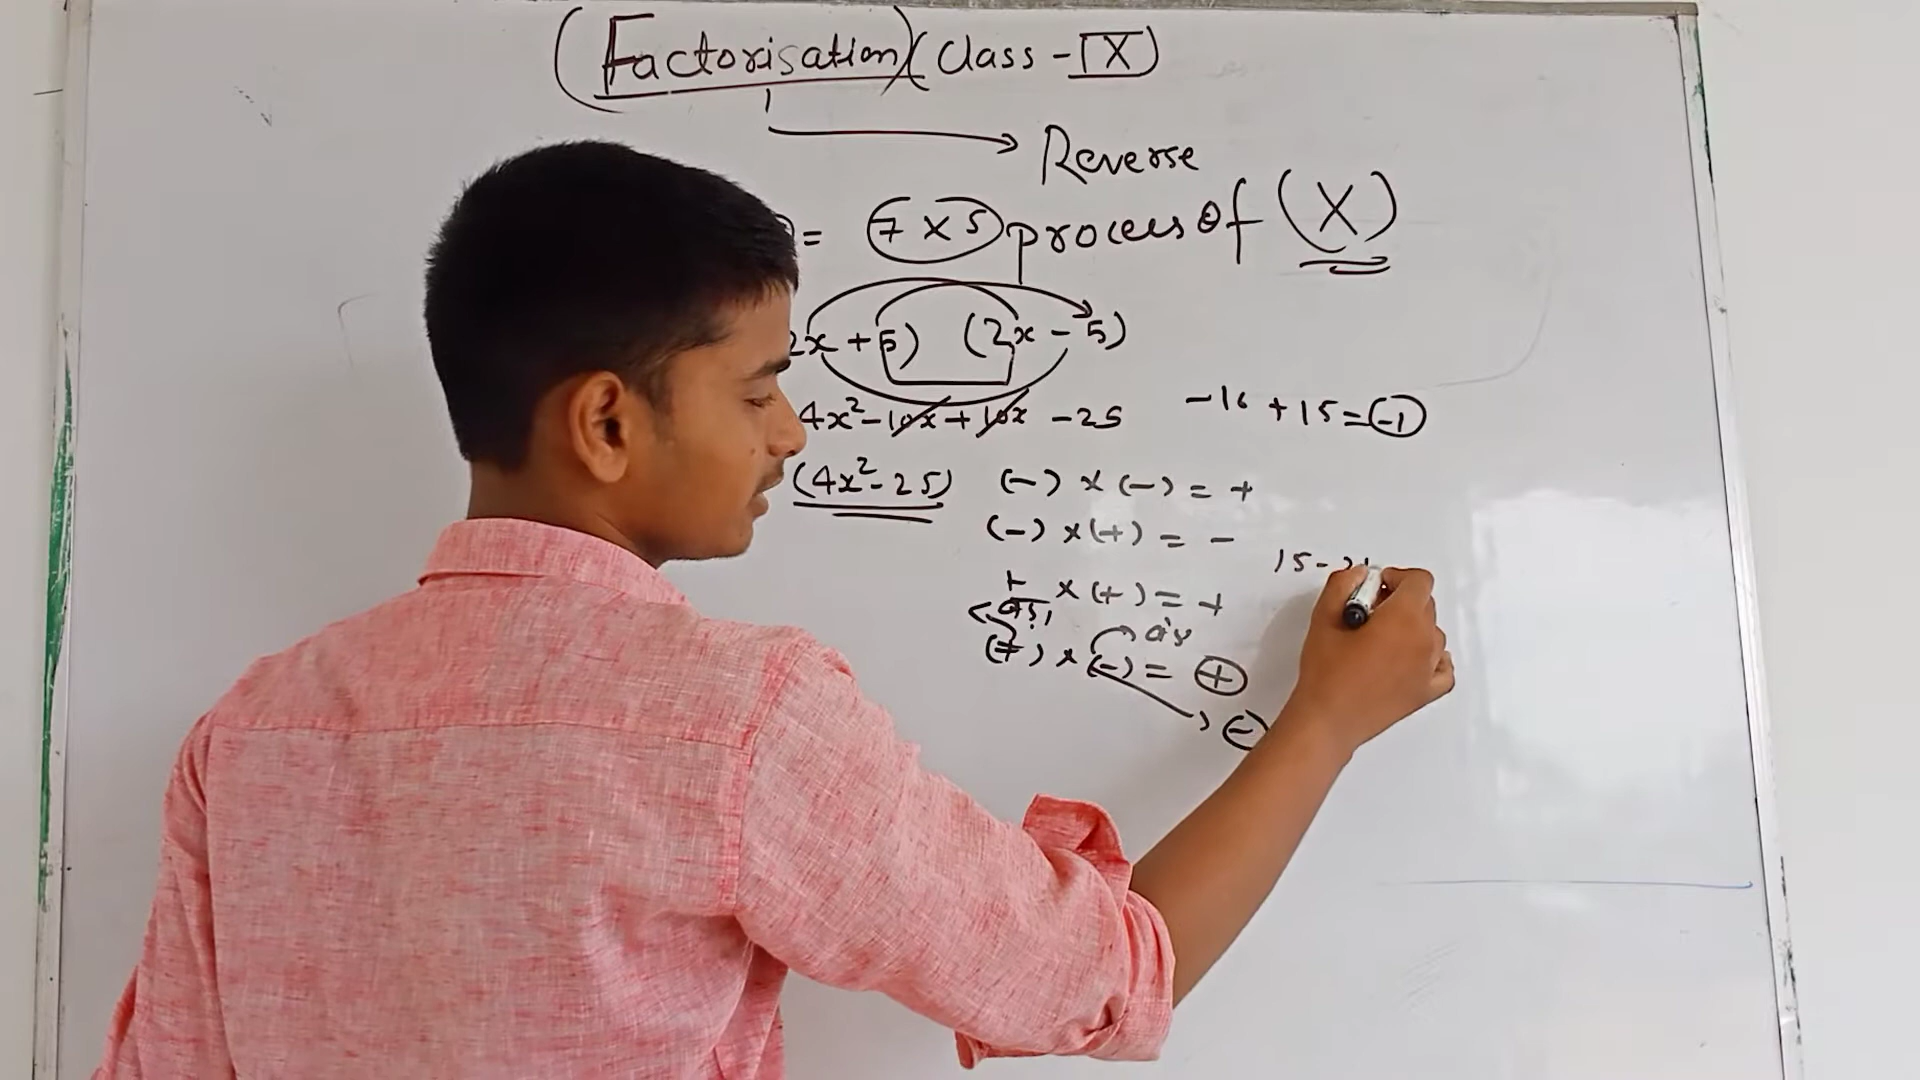 (Factorisation) (Class - IX)
Reverse
= 7 × 5 process of (X)
2x + 5) (2x - 5)
4x² - 10x + 10x - 25
-16 + 15 = -1
(4x² - 25)
(-) × (-) = +
(-) × (+) = -
15 -
+ × (+) = +
(+) × (-) = +
(-)